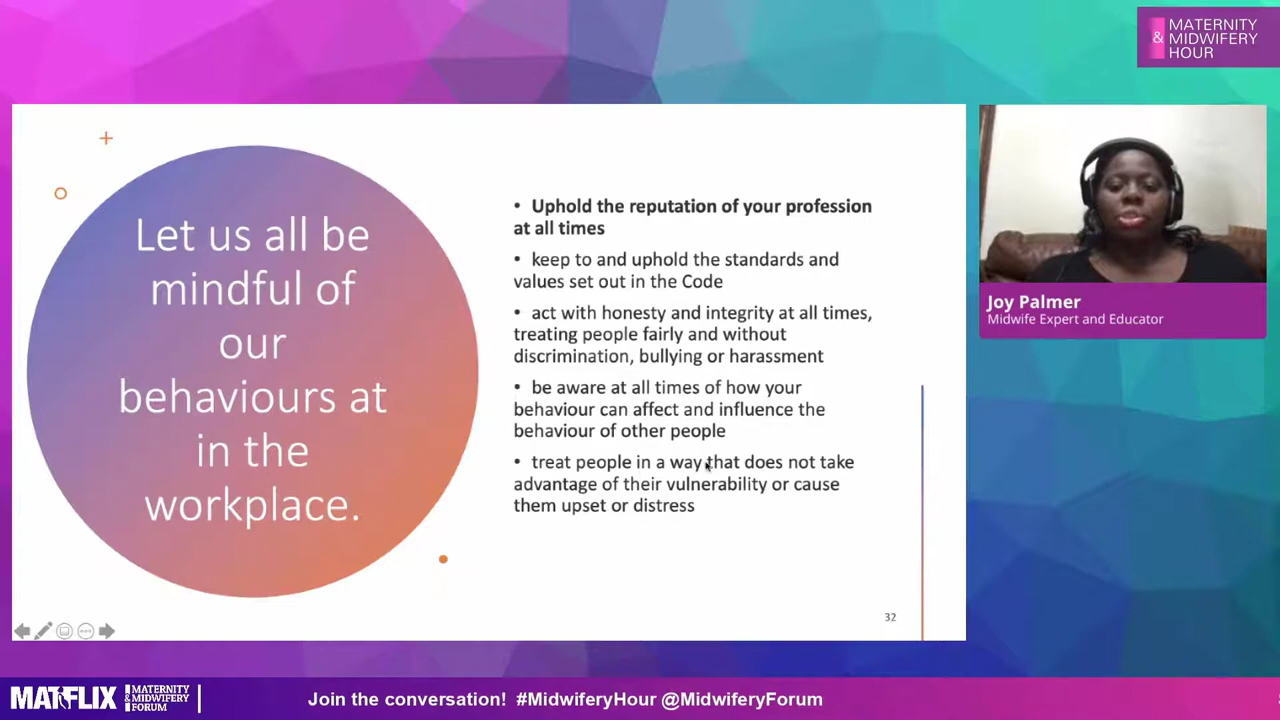 MATERNITY
& MIDWIFERY
HOUR
Let us all be
mindful of
our
behaviours at
in the
workplace.
• Uphold the reputation of your profession
at all times
• keep to and uphold the standards and
values set out in the Code
• act with honesty and integrity at all times,
treating people fairly and without
discrimination, bullying or harassment
• be aware at all times of how your
behaviour can affect and influence the
behaviour of other people
• treat people in a way that does not take
advantage of their vulnerability or cause
them upset or distress
32
Joy Palmer
Midwife Expert and Educator
MATFLIX
MATERNITY
& MIDWIFERY
FORUM
Join the conversation! #MidwiferyHour @MidwiferyForum